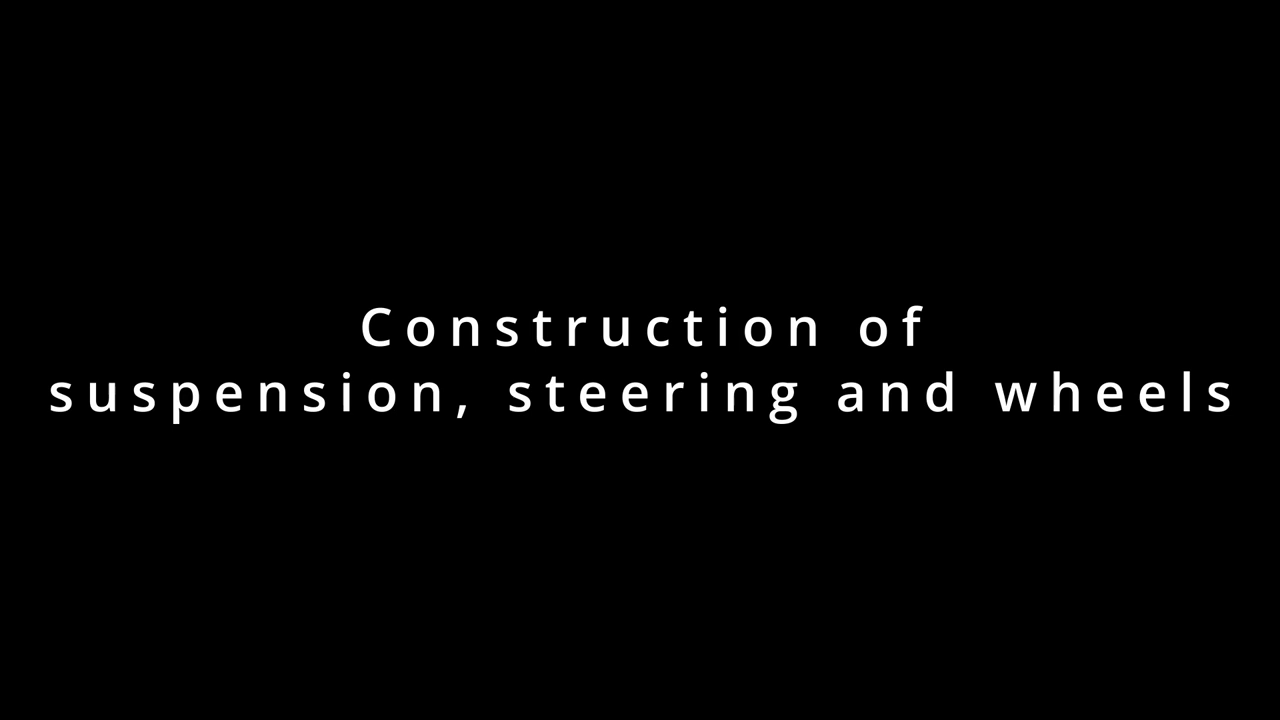 Construction of
suspension, steering and wheels